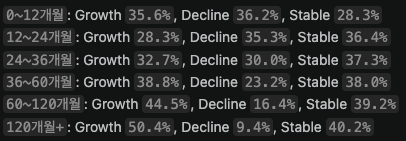 0~12개월: Growth 35.6%, Decline 36.2%, Stable 28.3%
12~24개월: Growth 28.3%, Decline 35.3%, Stable 36.4%
24~36개월: Growth 32.7%, Decline 30.0%, Stable 37.3%
36~60개월: Growth 38.8%, Decline 23.2%, Stable 38.0%
60~120개월: Growth 44.5%, Decline 16.4%, Stable 39.2%
120개월+: Growth 50.4%, Decline 9.4%, Stable 40.2%